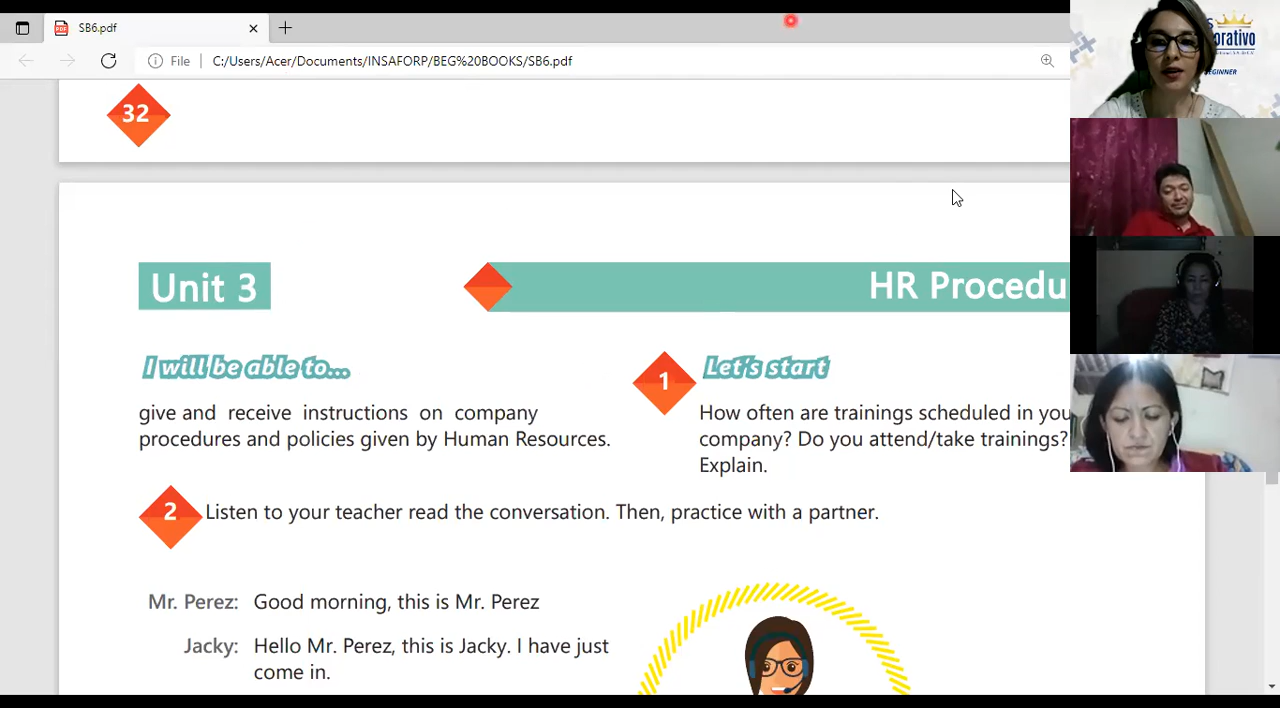 SB6.pdf
File
C:/Users/Acer/Documents/INSAFORP/BEG%20BOOKS/SB6.pdf
BEGINNER
32
Unit 3
HR Procedu
I will be able to...
give and receive instructions on company
procedures and policies given by Human Resources.
1
Let's start
How often are trainings scheduled in you
company? Do you attend/take trainings?
Explain.
2
Listen to your teacher read the conversation. Then, practice with a partner.
Mr. Perez: Good morning, this is Mr. Perez
Jacky: Hello Mr. Perez, this is Jacky. I have just
come in.